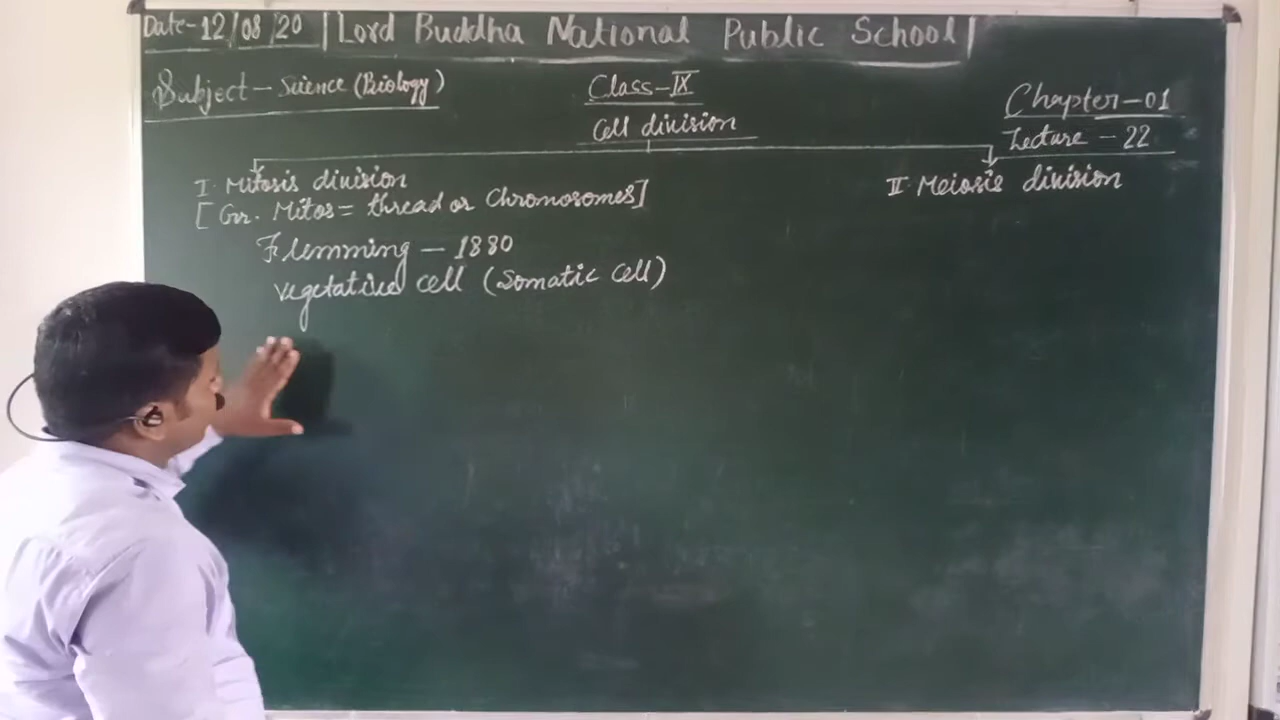 Date-12/08/20 | Lord Buddha National Public School |
Subject - Science (Biology)
Class-IX
Chapter-01
Cell division
Lecture - 22
I. Mitosis division
II. Meiosis division
[Gr. Mitos = thread or Chromosomes]
Flemming - 1880
Vegetative cell (Somatic cell)